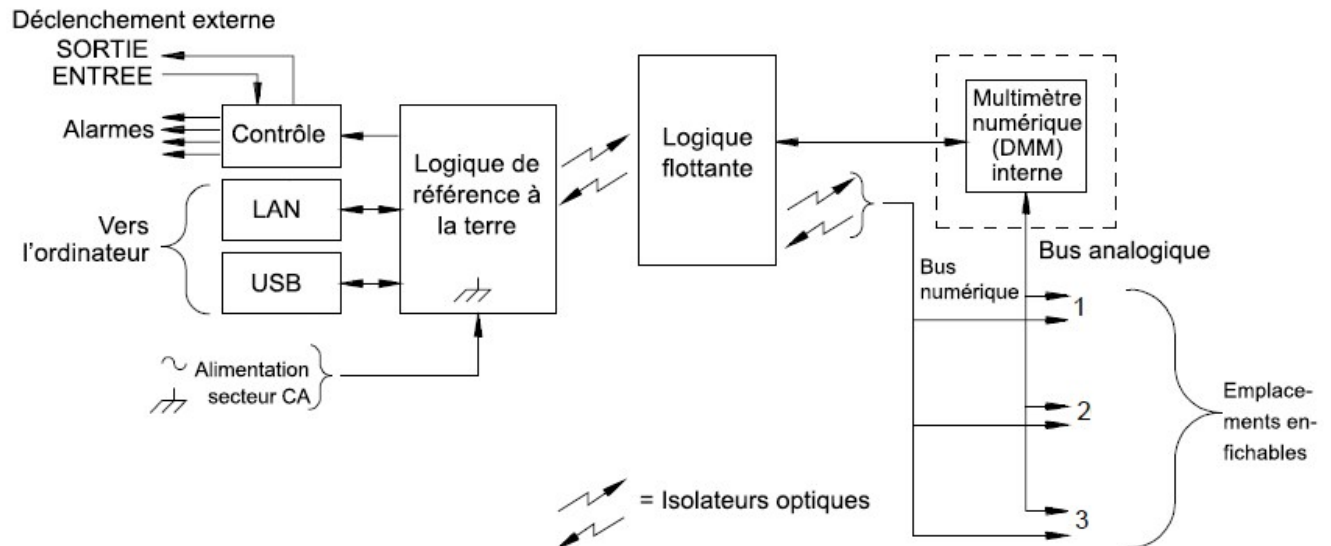 Déclenchement externe
SORTIE
ENTREE
Alarmes
Contrôle
LAN
USB
Vers
l'ordinateur
Logique de
référence à
la terre
Alimentation
secteur CA
Logique
flottante
Multimètre
numérique
(DMM)
interne
Bus analogique
Bus
numérique
1
2
3
Emplace-
ments en-
fichables
= Isolateurs optiques